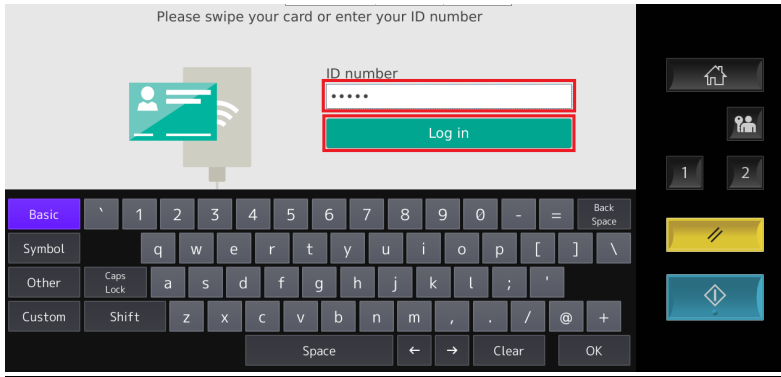 Please swipe your card or enter your ID number
ID number
•••••
Log in
1
2
Basic ` 1 2 3 4 5 6 7 8 9 0 - = Back Space
Symbol q w e r t y u i o p [ ] \
Other Caps Lock a s d f g h j k l ; '
Custom Shift z x c v b n m , . / @ +
Space ← → Clear OK